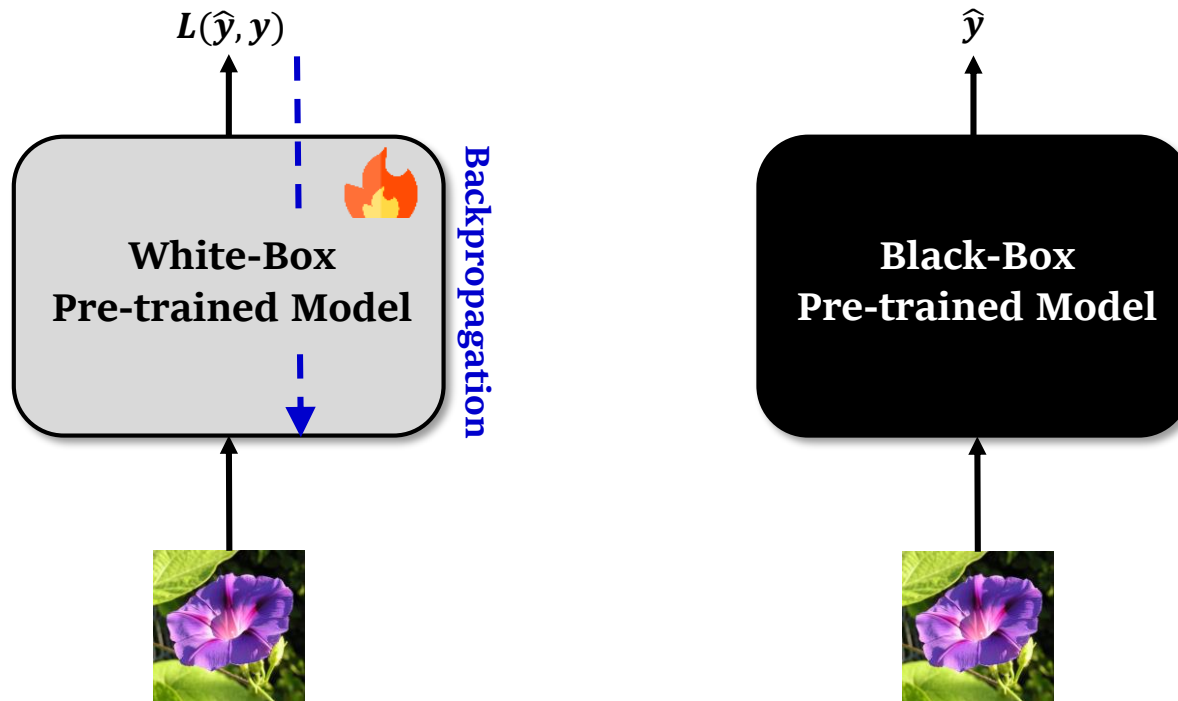 L(ŷ, y)
White-Box
Pre-trained Model
Backpropagation
ŷ
Black-Box
Pre-trained Model